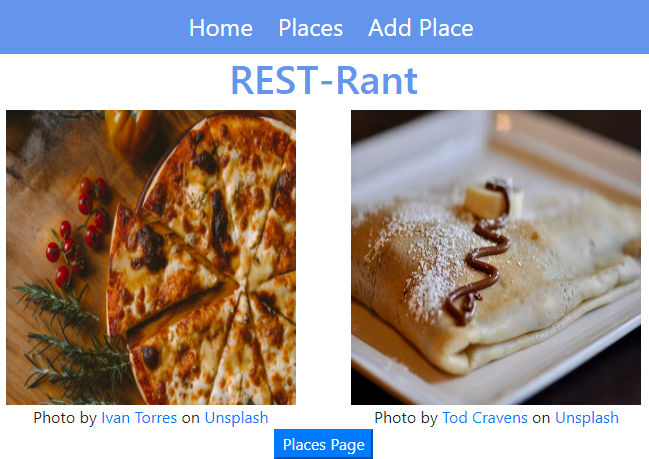 Home Places Add Place
REST-Rant
Photo by Ivan Torres on Unsplash
Photo by Tod Cravens on Unsplash
Places Page